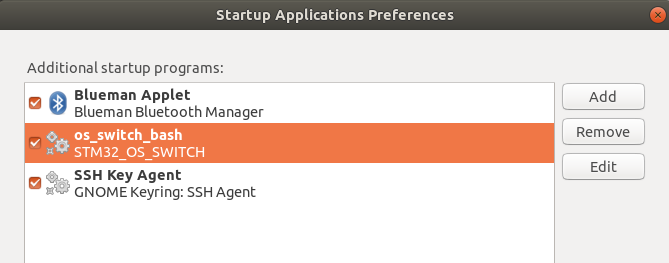 Startup Applications Preferences
Additional startup programs:
Blueman Applet
Blueman Bluetooth Manager
os_switch_bash
STM32_OS_SWITCH
SSH Key Agent
GNOME Keyring: SSH Agent
Add
Remove
Edit